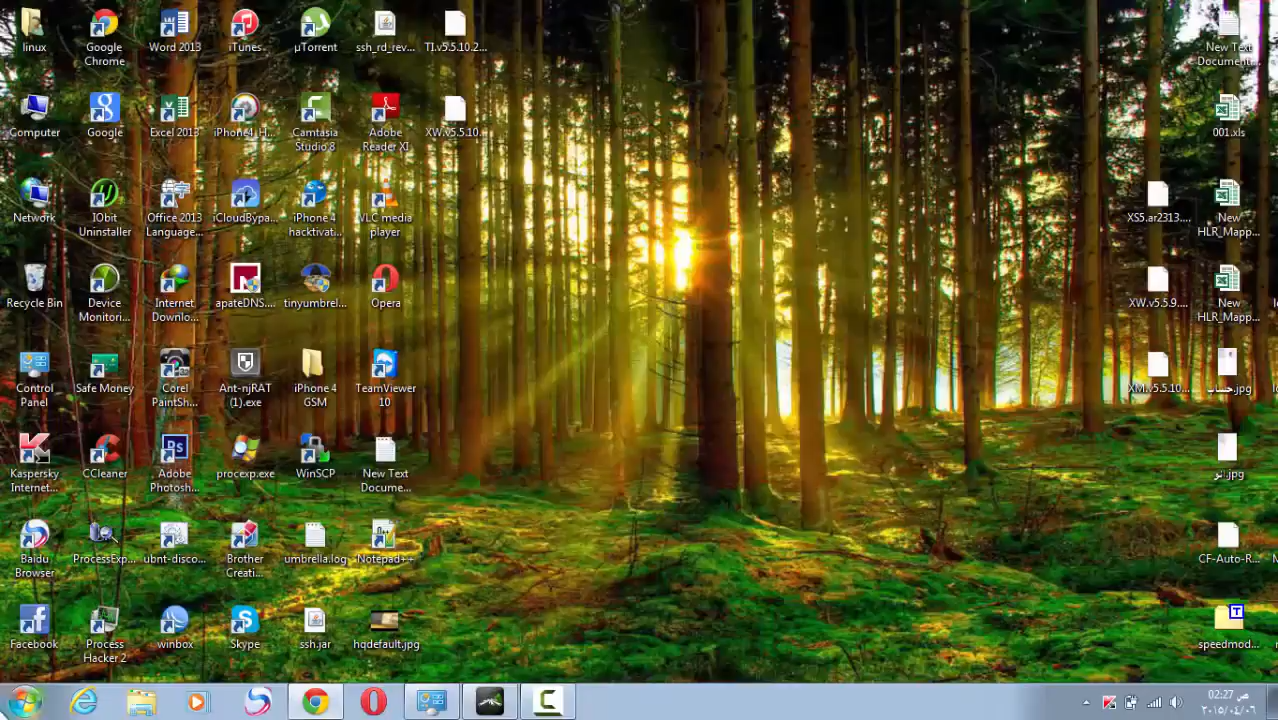 linux
Google
Chrome
Word 2013
iTunes
µTorrent
ssh_rd_rev...
TI.v5.5.10.2...
New Text
Document...
Computer
Google
Excel 2013
iPhone4_H...
Camtasia
Studio 8
Adobe
Reader XI
XW.v5.5.10...
001.xls
Network
IObit
Uninstaller
Office 2013
Language...
iCloudBypa...
iPhone 4
hacktivat...
VLC media
player
XS5.ar2313....
New
HLR_Mapp...
Recycle Bin
Device
Monitori...
Internet
Downlo...
apateDNS....
tinyumbrel...
Opera
XW.v5.5.9....
New
HLR_Mapp...
Control
Panel
Safe Money
Corel
PaintSh...
Ant-njRAT
(1).exe
iPhone 4
GSM
TeamViewer
10
XM.v5.5.10...
حساب.jpg
Kaspersky
Internet...
CCleaner
Adobe
Photosh...
procexp.exe
WinSCP
New Text
Docume...
Baidu
Browser
ProcessExp...
ubnt-disco...
Brother
Creati...
umbrella.log
Notepad++
CF-Auto-R...
Facebook
Process
Hacker 2
winbox
Skype
ssh.jar
hqdefault.jpg
speedmod...
02:27 ص
٢٠١٥/٠٤/٠٦